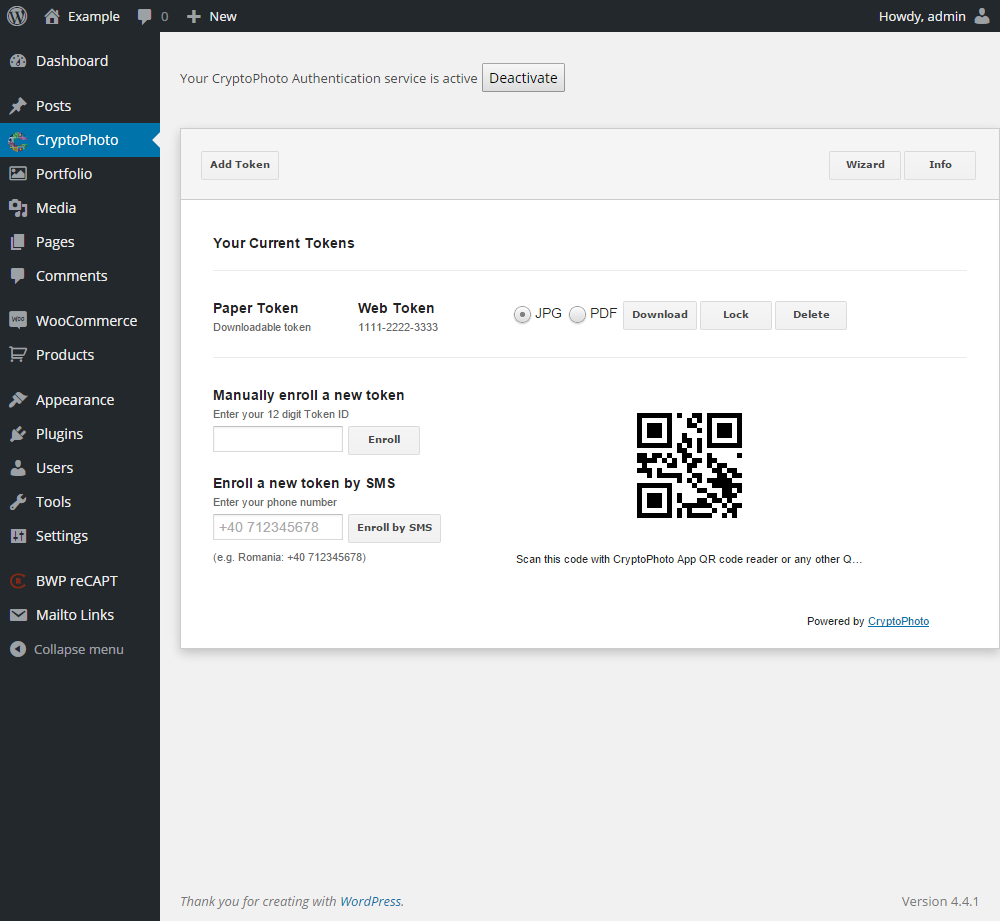 Example 0 New Howdy, admin
Dashboard
Posts
CryptoPhoto
Portfolio
Media
Pages
Comments
WOO WooCommerce
Products
Appearance
Plugins
Users
Tools
Settings
BWP reCAPT
Mailto Links
Collapse menu
Your CryptoPhoto Authentication service is active Deactivate
Add Token Wizard Info
Your Current Tokens
Paper Token Web Token JPG PDF Download Lock Delete
Downloadable token 1111-2222-3333
Manually enroll a new token
Enter your 12 digit Token ID
Enroll
Enroll a new token by SMS
Enter your phone number
+40 712345678 Enroll by SMS
(e.g. Romania: +40 712345678)
Scan this code with CryptoPhoto App QR code reader or any other Q…
Powered by CryptoPhoto
Thank you for creating with WordPress. Version 4.4.1